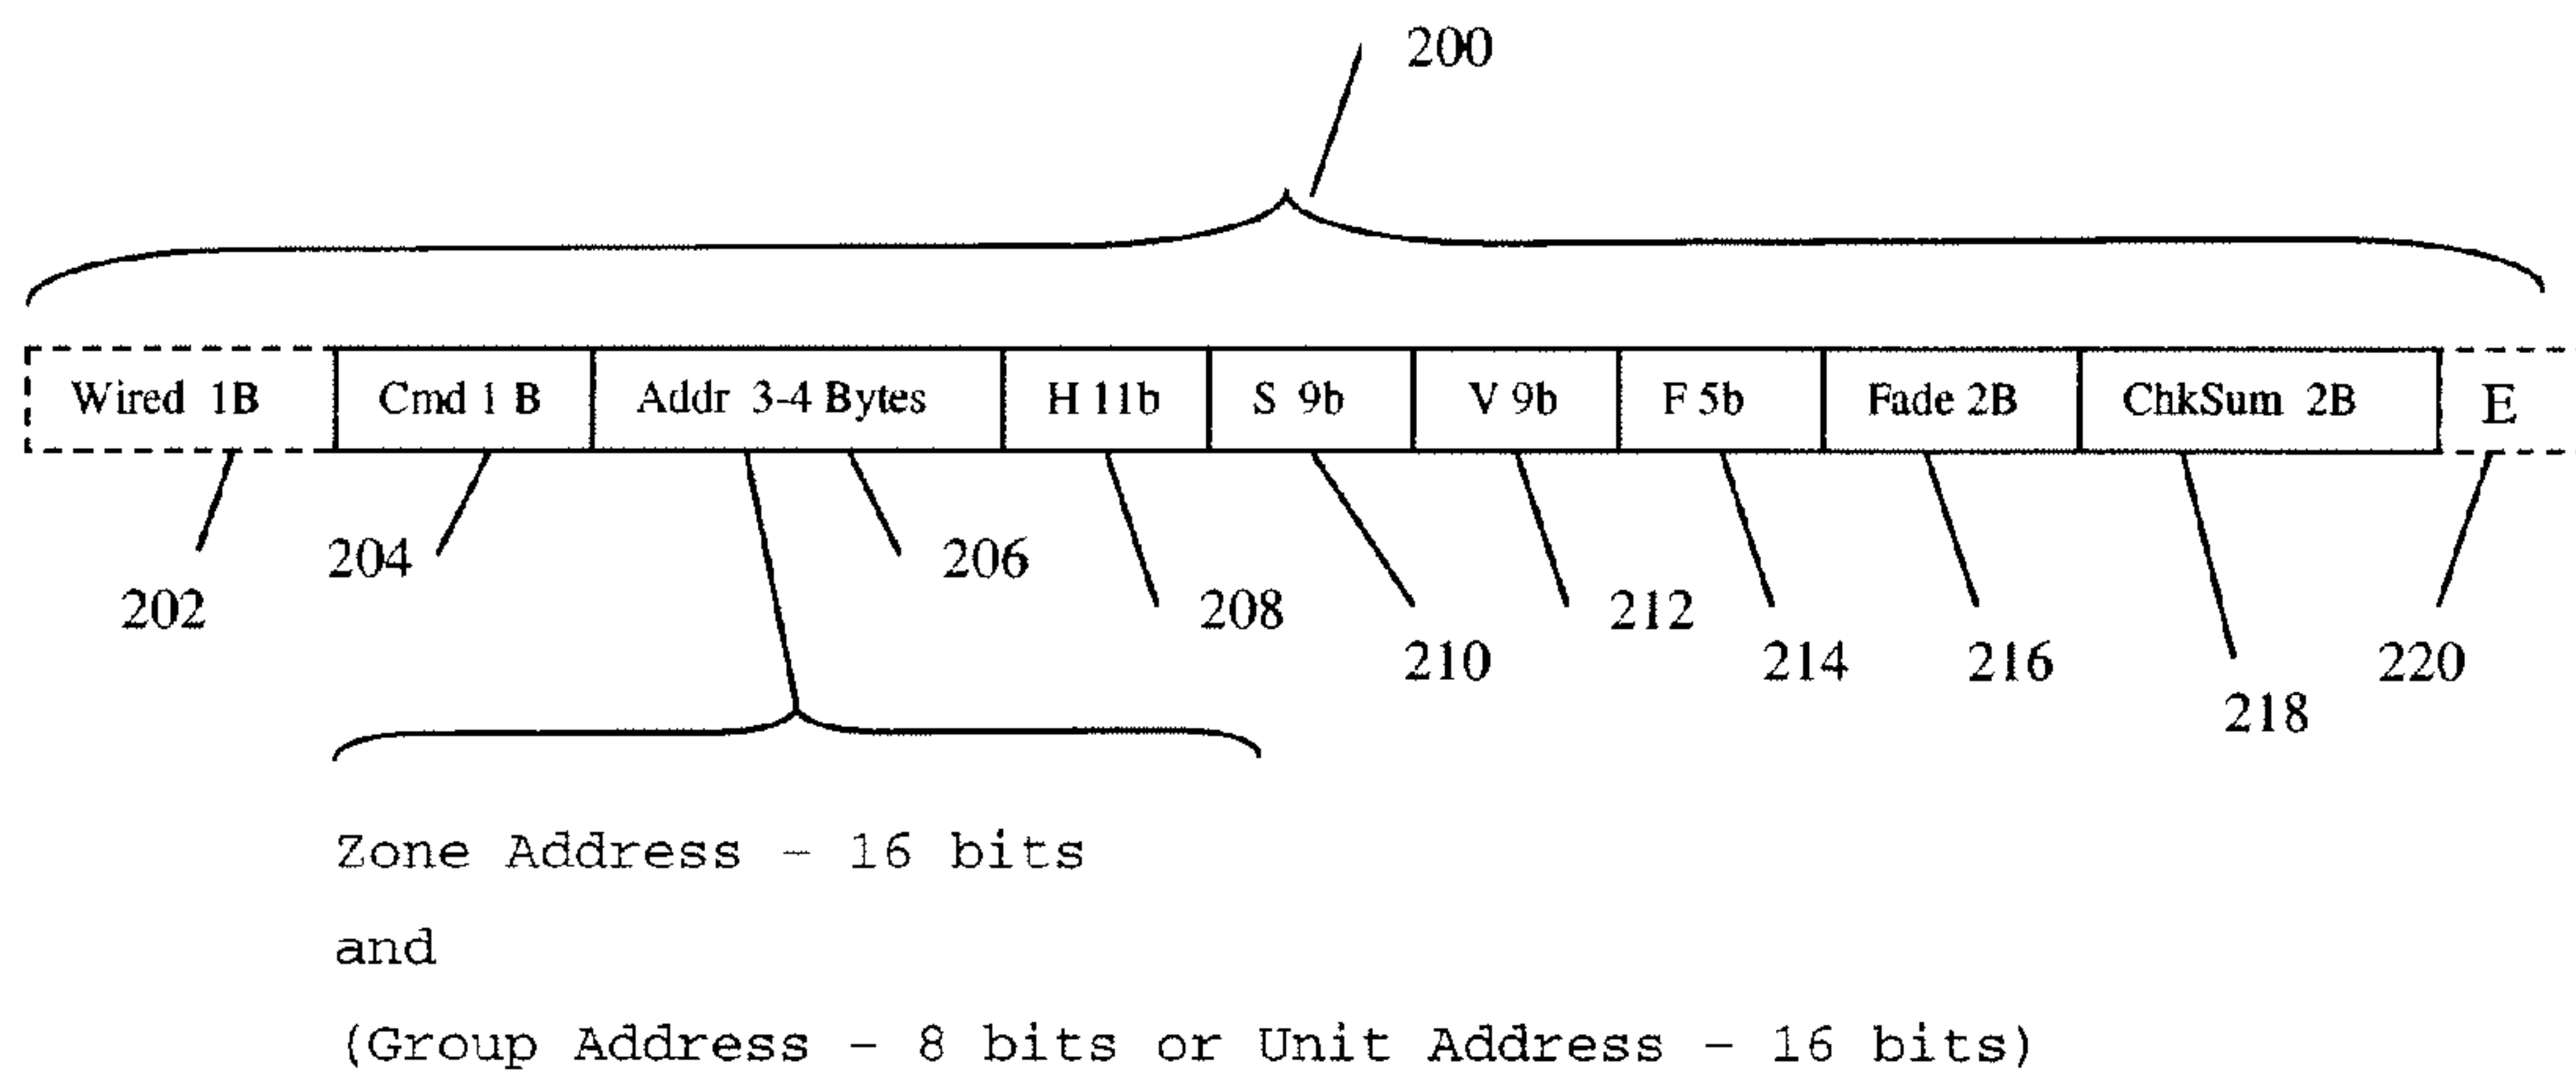 200
Wired 1B Cmd 1 B Addr 3-4 Bytes H 11b S 9b V 9b F 5b Fade 2B ChkSum 2B E
204 206
202 208 212
210 214 216 220
218
Zone Address - 16 bits
and
(Group Address - 8 bits or Unit Address - 16 bits)